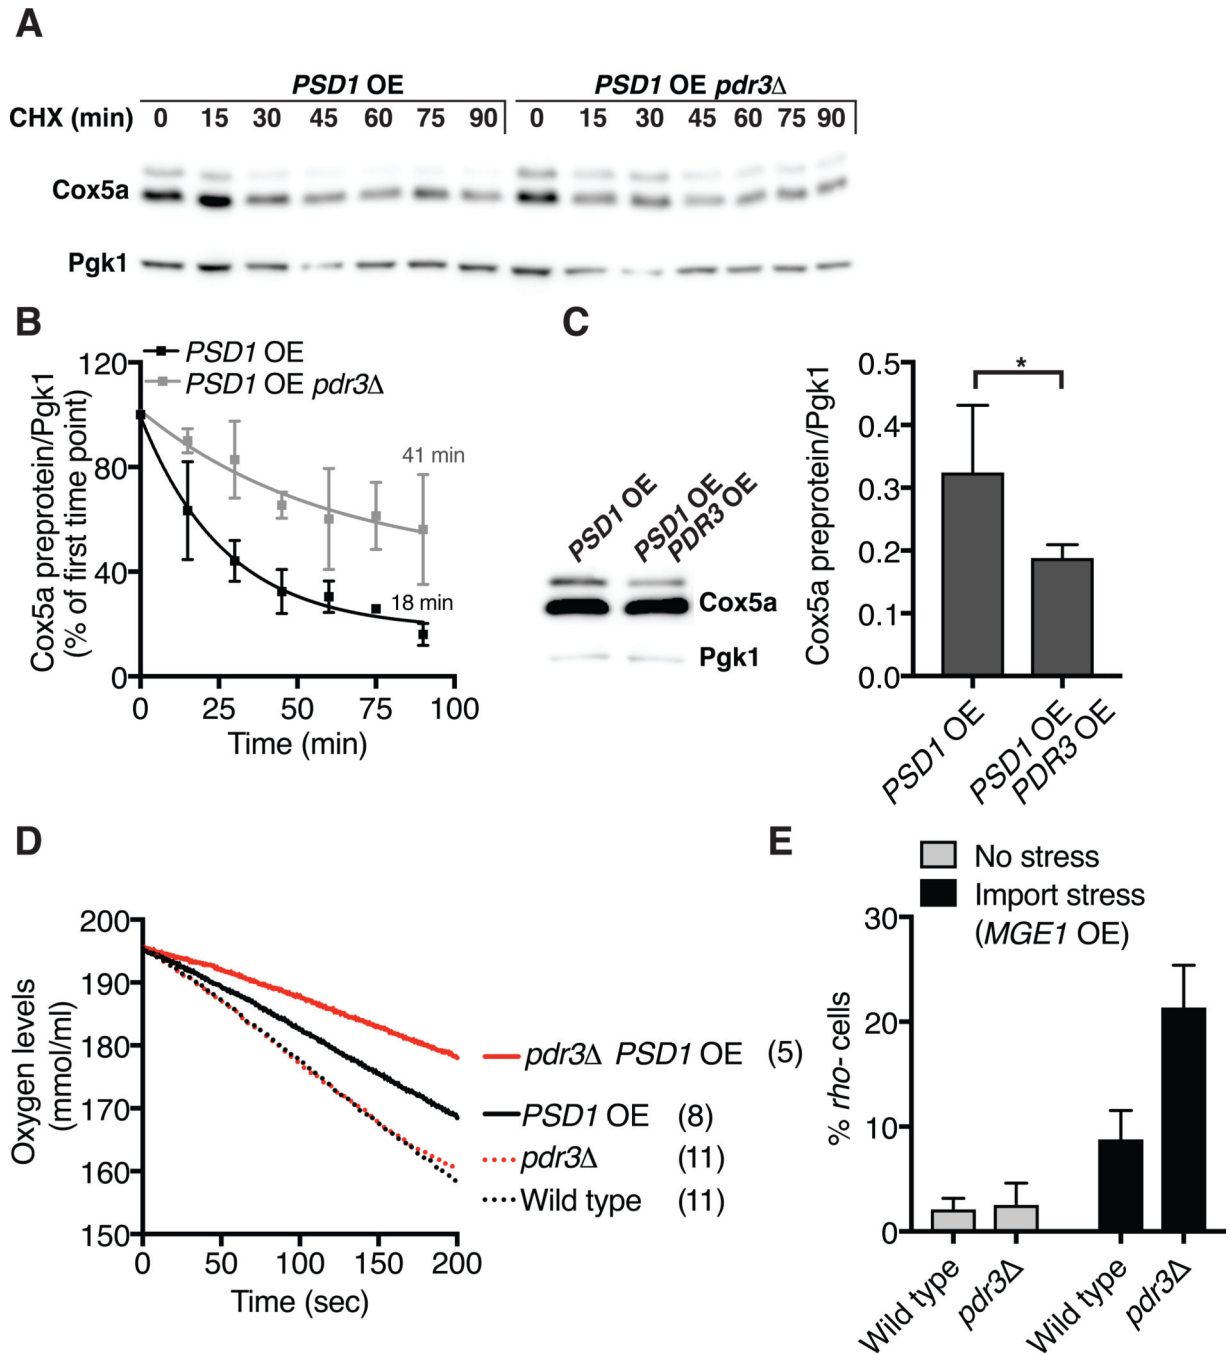 A
PSD1 OE PSD1 OE pdr3Δ
CHX (min) 0 15 30 45 60 75 90 0 15 30 45 60 75 90
Cox5a
Pgk1
B
PSD1 OE
PSD1 OE pdr3Δ
Cox5a preprotein/Pgk1
(% of first time point)
120
80
40
0
41 min
18 min
0 25 50 75 100
Time (min)
C
PSD1 OE
PSD1 OE
PDR3 OE
Cox5a
Pgk1
Cox5a preprotein/Pgk1
0.5
0.4
0.3
0.2
0.1
0.0
*
PSD1 OE
PSD1 OE
PDR3 OE
D
Oxygen levels
(mmol/ml)
200
190
180
170
160
150
0 50 100 150 200
Time (sec)
pdr3Δ PSD1 OE (5)
PSD1 OE (8)
pdr3Δ (11)
Wild type (11)
E
No stress
Import stress
(MGE1 OE)
% rho- cells
30
20
10
0
Wild type
pdr3Δ
Wild type
pdr3Δ